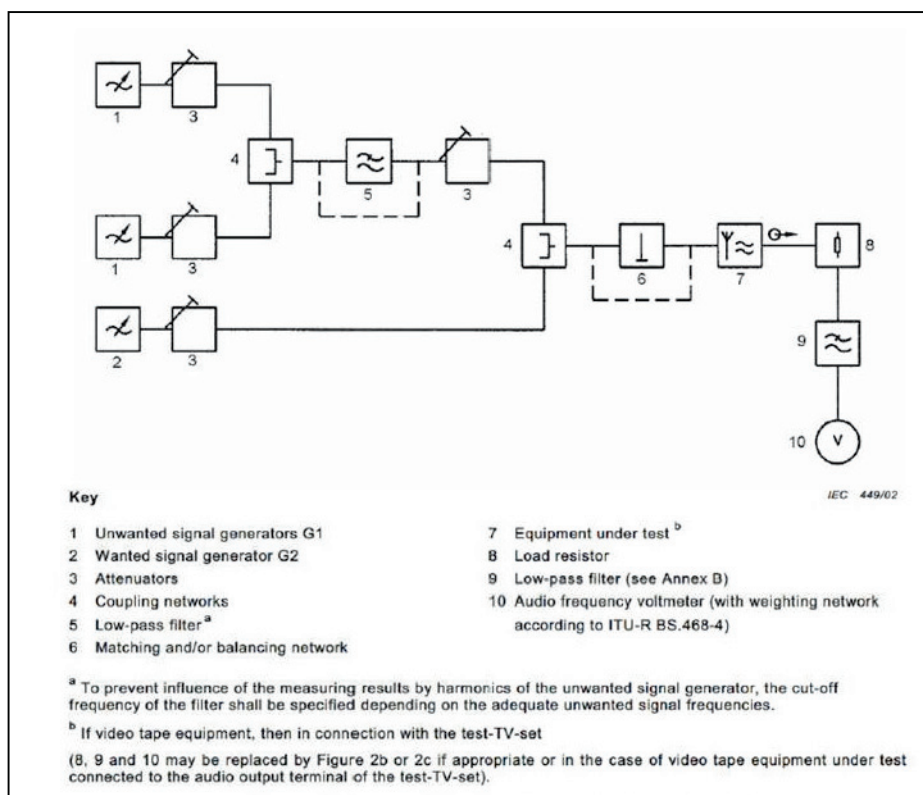 1 3
4
5 3
1 3
4
6 7 8
2 3
9
10 V
Key
IEC 449/02
1 Unwanted signal generators G1
2 Wanted signal generator G2
3 Attenuators
4 Coupling networks
5 Low-pass filter a
6 Matching and/or balancing network
7 Equipment under test b
8 Load resistor
9 Low-pass filter (see Annex B)
10 Audio frequency voltmeter (with weighting network
according to ITU-R BS.468-4)
a To prevent influence of the measuring results by harmonics of the unwanted signal generator, the cut-off
frequency of the filter shall be specified depending on the adequate unwanted signal frequencies.
b If video tape equipment, then in connection with the test-TV-set
(8, 9 and 10 may be replaced by Figure 2b or 2c if appropriate or in the case of video tape equipment under test
connected to the audio output terminal of the test-TV-set).